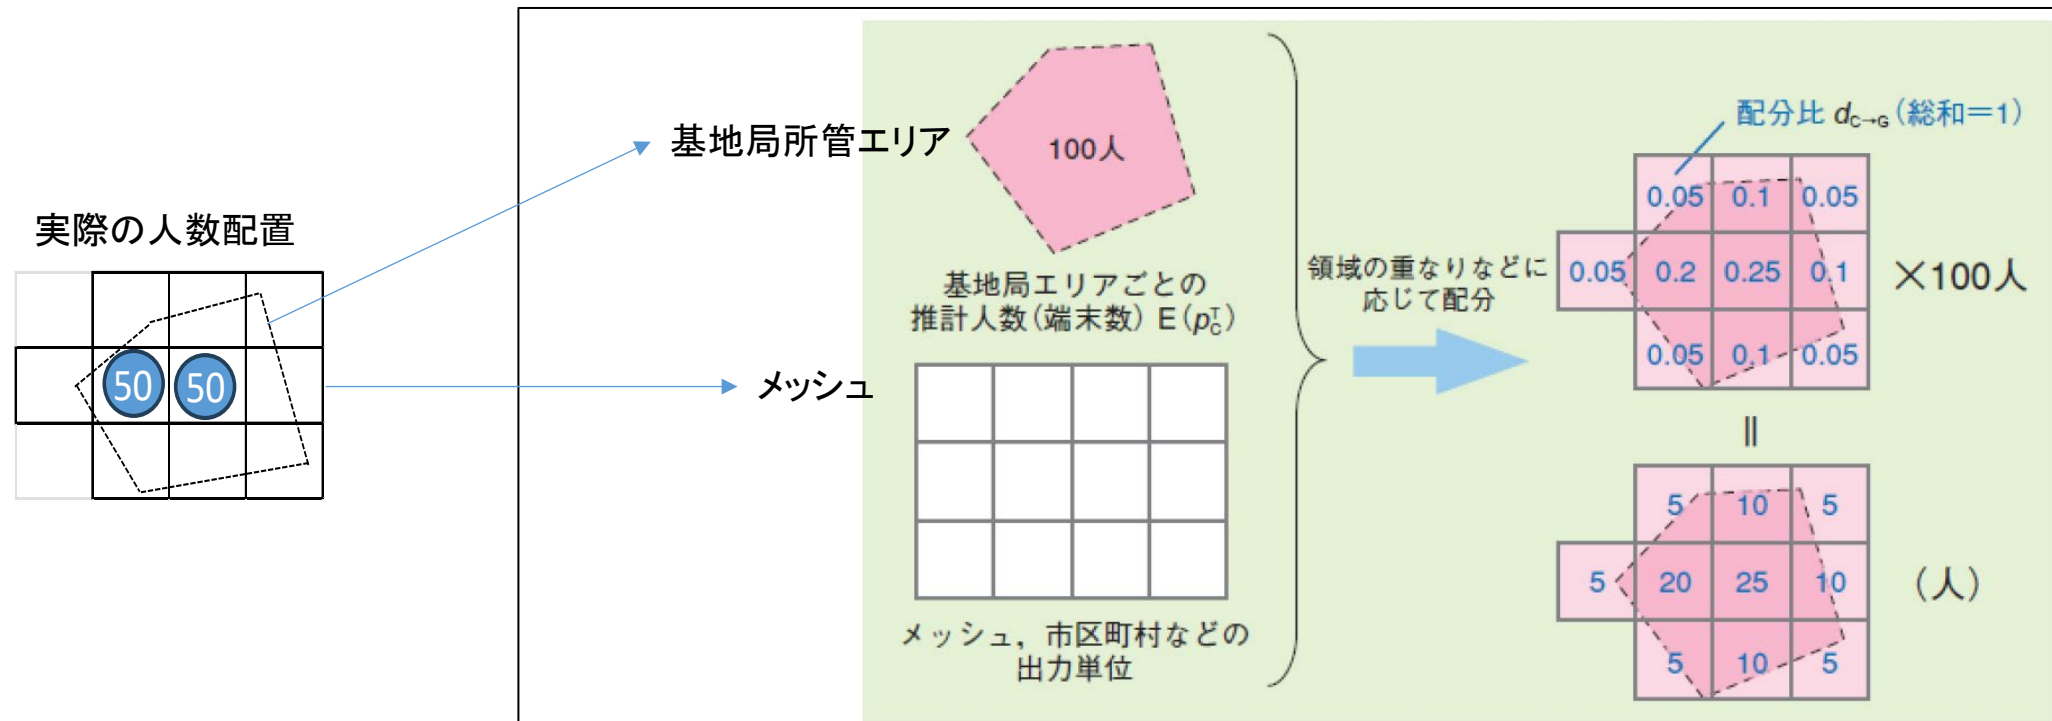 実際の人数配置
50 50
基地局所管エリア
メッシュ
100人
基地局エリアごとの
推計人数(端末数) E(p_C^T)
メッシュ，市区町村などの
出力単位
領域の重なりなどに
応じて配分
配分比 d_C→G (総和＝1)
0.05 0.1 0.05
0.05 0.2 0.25 0.1 ×100人
0.05 0.1 0.05
||
5 10 5
5 20 25 10 (人)
5 10 5